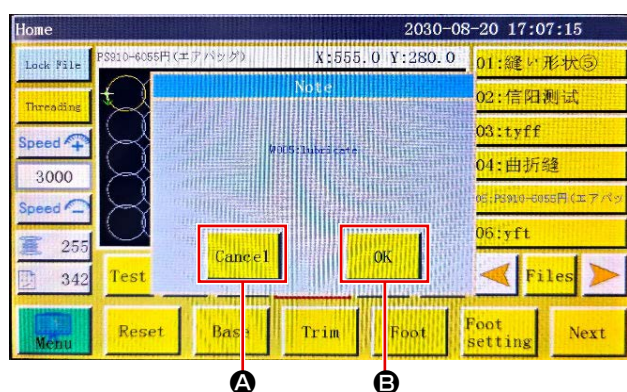 Home 2030-08-20 17:07:15
Lock File
PS910-6055円(エアバッグ) X:555.0 Y:280.0
01:縫い形状⑤
Note
Threading
02:信阳测试
Speed
W005:lubricate
03:tyff
3000
04:曲折缝
Speed
05:PS910-6055円(エアバッ
Cancel OK
06:yft
255
342
Test
Files
Menu
Reset
Base
Trim
Foot
Foot setting
Next
A B